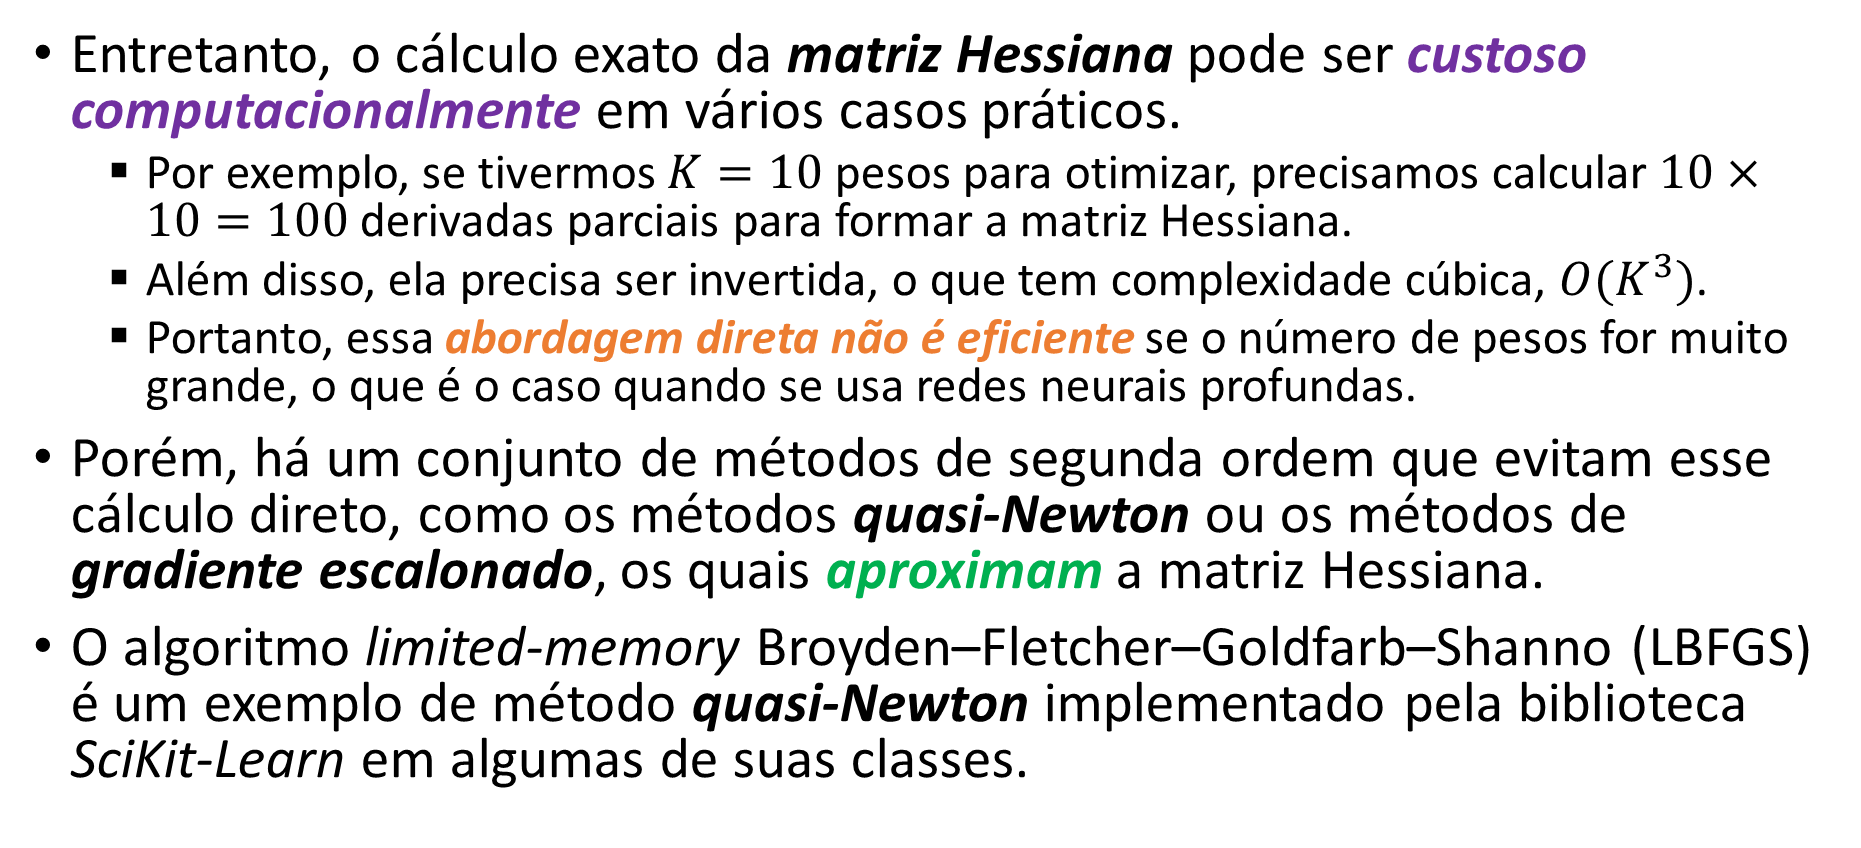 • Entretanto, o cálculo exato da matriz Hessiana pode ser custoso
computacionalmente em vários casos práticos.
▪ Por exemplo, se tivermos K = 10 pesos para otimizar, precisamos calcular 10 ×
10 = 100 derivadas parciais para formar a matriz Hessiana.
▪ Além disso, ela precisa ser invertida, o que tem complexidade cúbica, O(K³).
▪ Portanto, essa abordagem direta não é eficiente se o número de pesos for muito
grande, o que é o caso quando se usa redes neurais profundas.
• Porém, há um conjunto de métodos de segunda ordem que evitam esse
cálculo direto, como os métodos quasi-Newton ou os métodos de
gradiente escalonado, os quais aproximam a matriz Hessiana.
• O algoritmo limited-memory Broyden–Fletcher–Goldfarb–Shanno (LBFGS)
é um exemplo de método quasi-Newton implementado pela biblioteca
SciKit-Learn em algumas de suas classes.